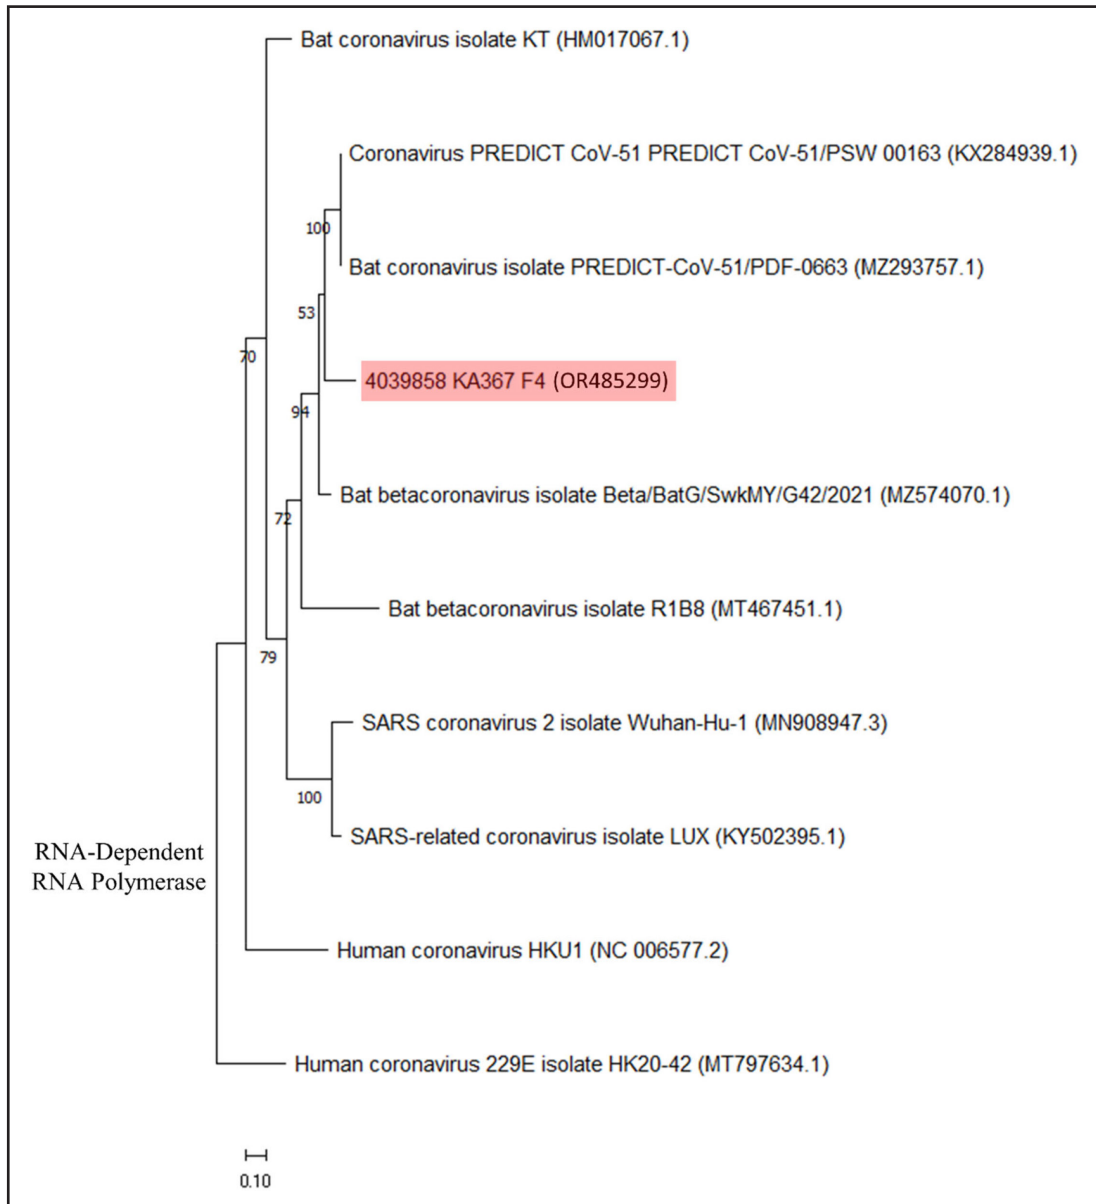 Bat coronavirus isolate KT (HM017067.1)
Coronavirus PREDICT CoV-51 PREDICT CoV-51/PSW 00163 (KX284939.1)
100
Bat coronavirus isolate PREDICT-CoV-51/PDF-0663 (MZ293757.1)
53
70
4039858 KA367 F4 (OR485299)
94
Bat betacoronavirus isolate Beta/BatG/SwkMY/G42/2021 (MZ574070.1)
72
Bat betacoronavirus isolate R1B8 (MT467451.1)
79
SARS coronavirus 2 isolate Wuhan-Hu-1 (MN908947.3)
100
SARS-related coronavirus isolate LUX (KY502395.1)
RNA-Dependent
RNA Polymerase
Human coronavirus HKU1 (NC 006577.2)
Human coronavirus 229E isolate HK20-42 (MT797634.1)
0.10